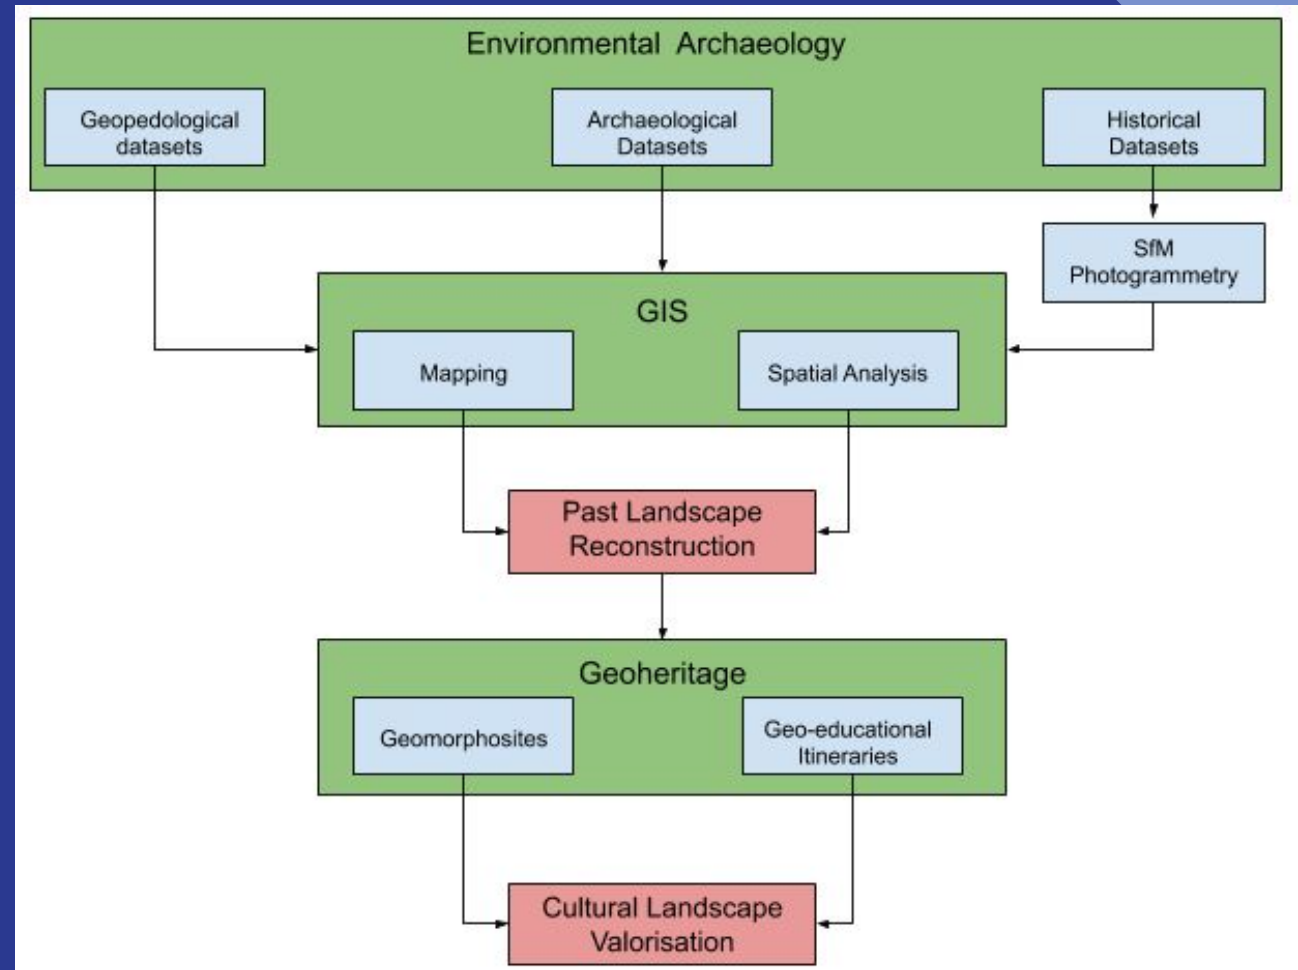 Environmental Archaeology
Geopedological
datasets
Archaeological
Datasets
Historical
Datasets
SfM
Photogrammetry
GIS
Mapping
Spatial Analysis
Past Landscape
Reconstruction
Geoheritage
Geomorphosites
Geo-educational
Itineraries
Cultural Landscape
Valorisation